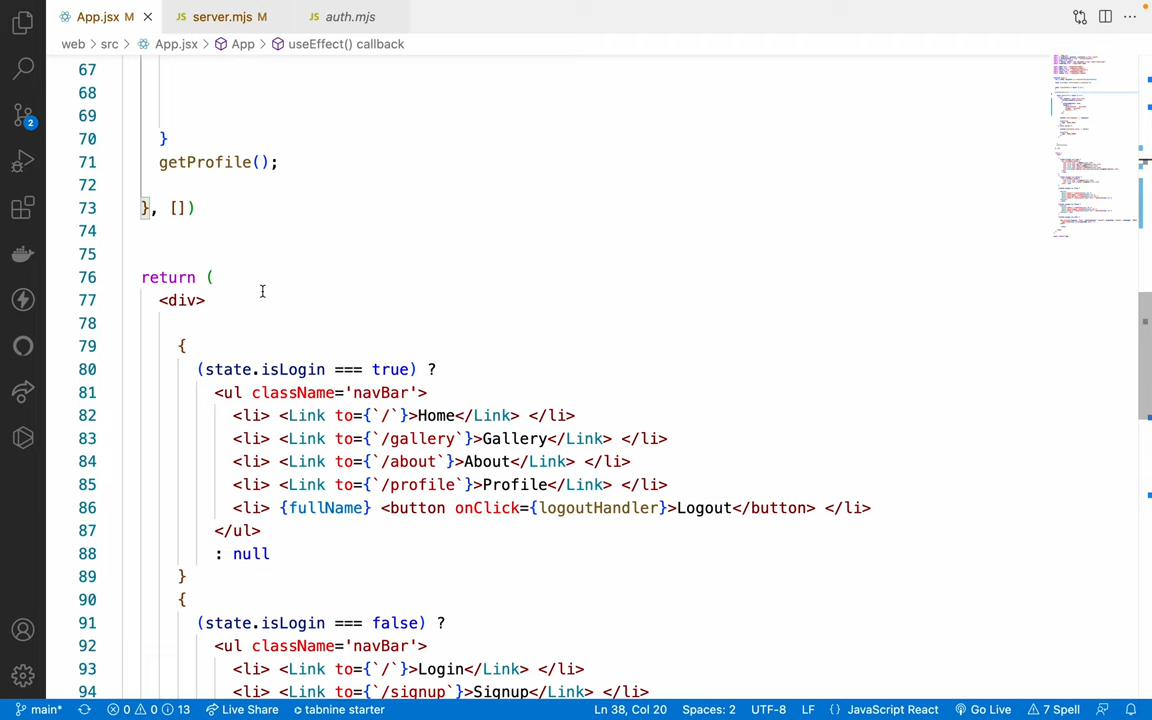 App.jsx M
JS server.mjs M
JS auth.mjs
web > src > App.jsx > App > useEffect() callback
67
68
69
70 }
71 getProfile();
72
73 }, [])
74
75
76 return (
77 <div>
78
79 {
80 (state.isLogin === true) ?
81 <ul className='navBar'>
82 <li> <Link to={`/`}>Home</Link> </li>
83 <li> <Link to={`/gallery`}>Gallery</Link> </li>
84 <li> <Link to={`/about`}>About</Link> </li>
85 <li> <Link to={`/profile`}>Profile</Link> </li>
86 <li> {fullName} <button onClick={logoutHandler}>Logout</button> </li>
87 </ul>
88 : null
89 }
90 {
91 (state.isLogin === false) ?
92 <ul className='navBar'>
93 <li> <Link to={`/`}>Login</Link> </li>
94 <li> <Link to={`/signup`}>Signup</Link> </li>
2
main* 0 0 13 Live Share tabnine starter Ln 38, Col 20 Spaces: 2 UTF-8 LF {} JavaScript React Go Live 7 Spell